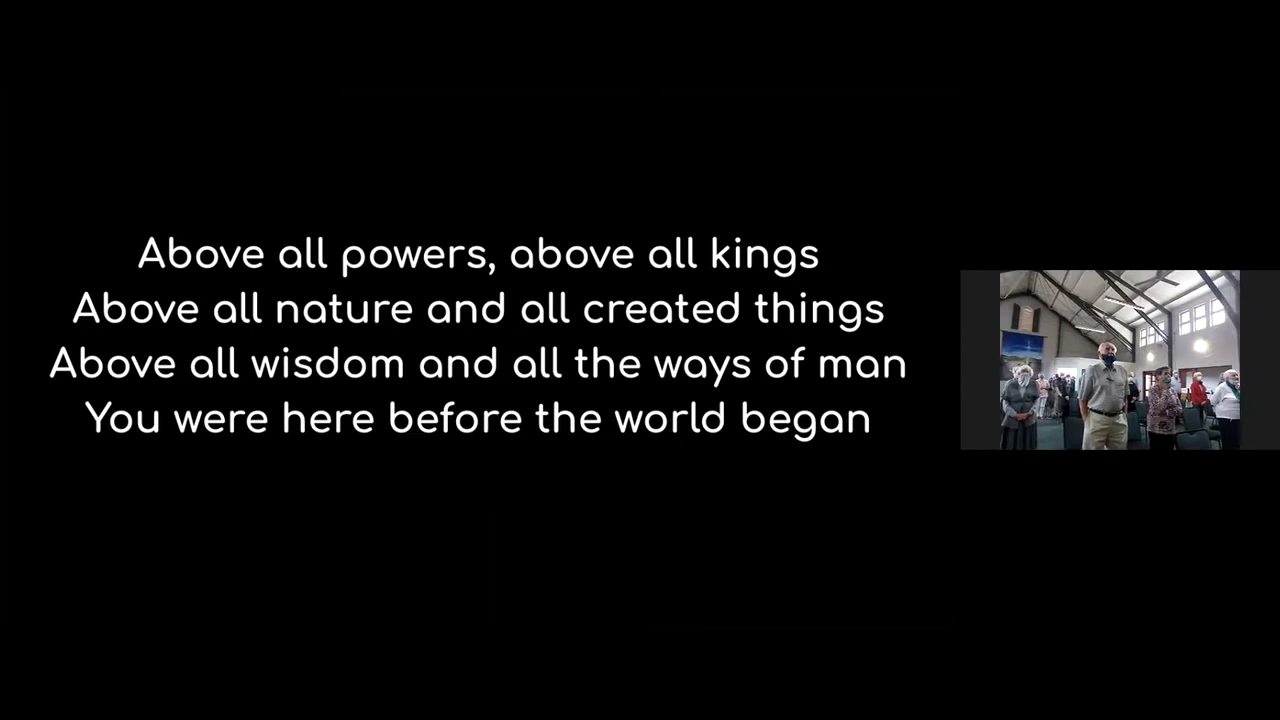 Above all powers, above all kings
Above all nature and all created things
Above all wisdom and all the ways of man
You were here before the world began